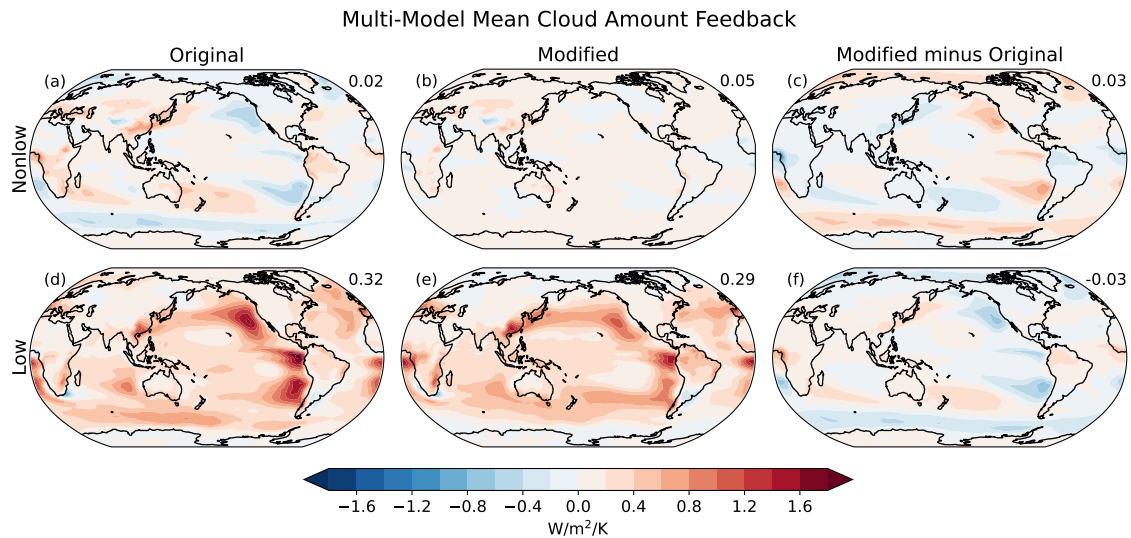 Multi-Model Mean Cloud Amount Feedback
Original
Modified
Modified minus Original
(a)
0.02
(b)
0.05
(c)
0.03
Nonlow
(d)
0.32
(e)
0.29
(f)
-0.03
Low
−1.6 −1.2 −0.8 −0.4 0.0 0.4 0.8 1.2 1.6
W/m²/K